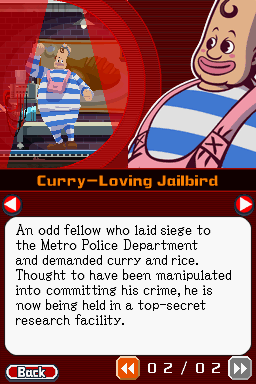 Curry-Loving Jailbird
An odd fellow who laid siege to
the Metro Police Department
and demanded curry and rice.
Thought to have been manipulated
into committing his crime, he is
now being held in a top-secret
research facility.
Back
02/02